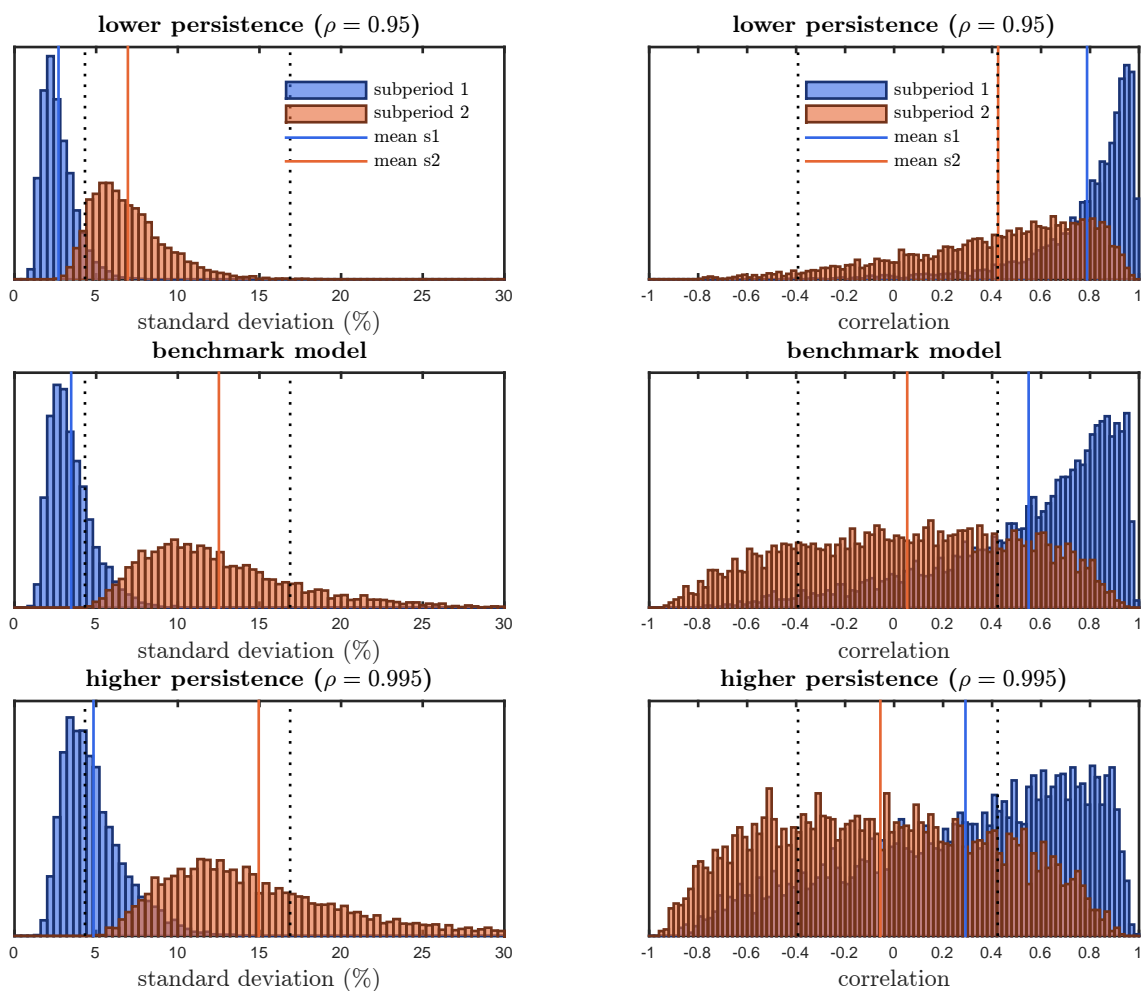 lower persistence (ρ = 0.95)
subperiod 1
subperiod 2
mean s1
mean s2
0 5 10 15 20 25 30
standard deviation (%)
lower persistence (ρ = 0.95)
subperiod 1
subperiod 2
mean s1
mean s2
-1 -0.8 -0.6 -0.4 -0.2 0 0.2 0.4 0.6 0.8 1
correlation
benchmark model
0 5 10 15 20 25 30
standard deviation (%)
benchmark model
-1 -0.8 -0.6 -0.4 -0.2 0 0.2 0.4 0.6 0.8 1
correlation
higher persistence (ρ = 0.995)
0 5 10 15 20 25 30
standard deviation (%)
higher persistence (ρ = 0.995)
-1 -0.8 -0.6 -0.4 -0.2 0 0.2 0.4 0.6 0.8 1
correlation